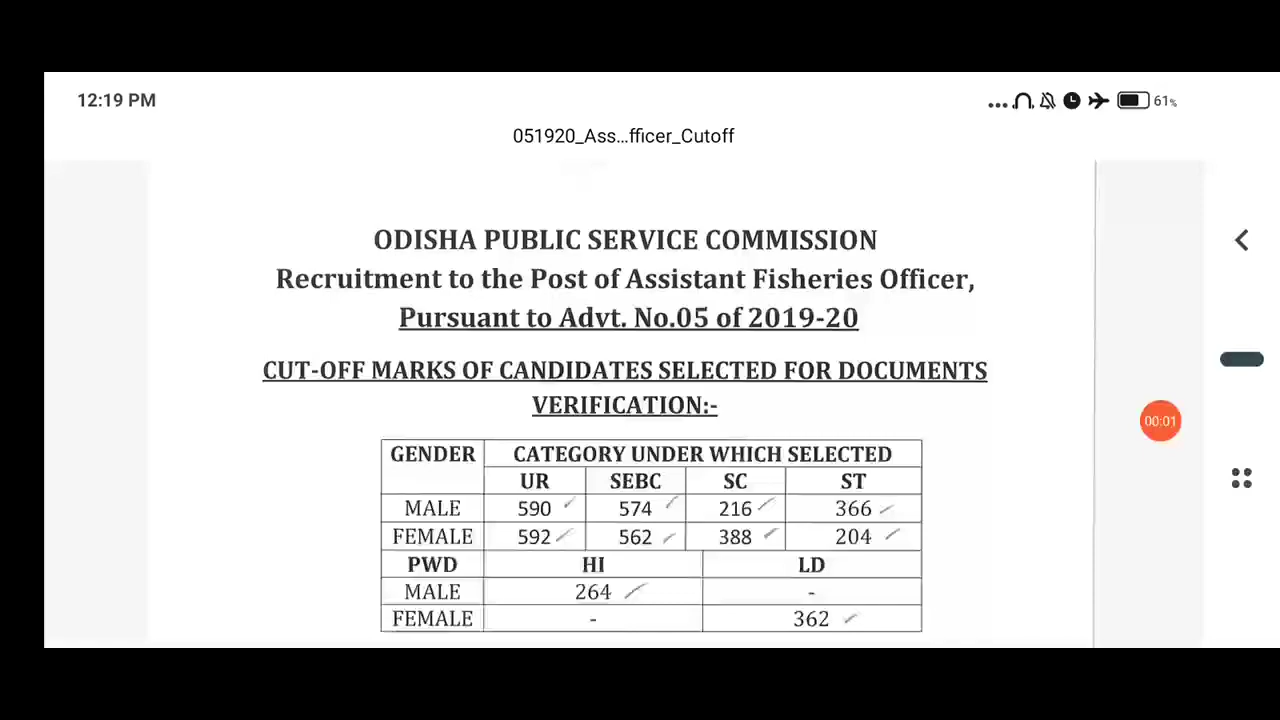 12:19 PM
61%
051920_Ass...fficer_Cutoff
ODISHA PUBLIC SERVICE COMMISSION
Recruitment to the Post of Assistant Fisheries Officer,
Pursuant to Advt. No.05 of 2019-20
CUT-OFF MARKS OF CANDIDATES SELECTED FOR DOCUMENTS
VERIFICATION:-
GENDER CATEGORY UNDER WHICH SELECTED
UR SEBC SC ST
MALE 590 574 216 366
FEMALE 592 562 388 204
PWD HI LD
MALE 264 -
FEMALE - 362
00:01